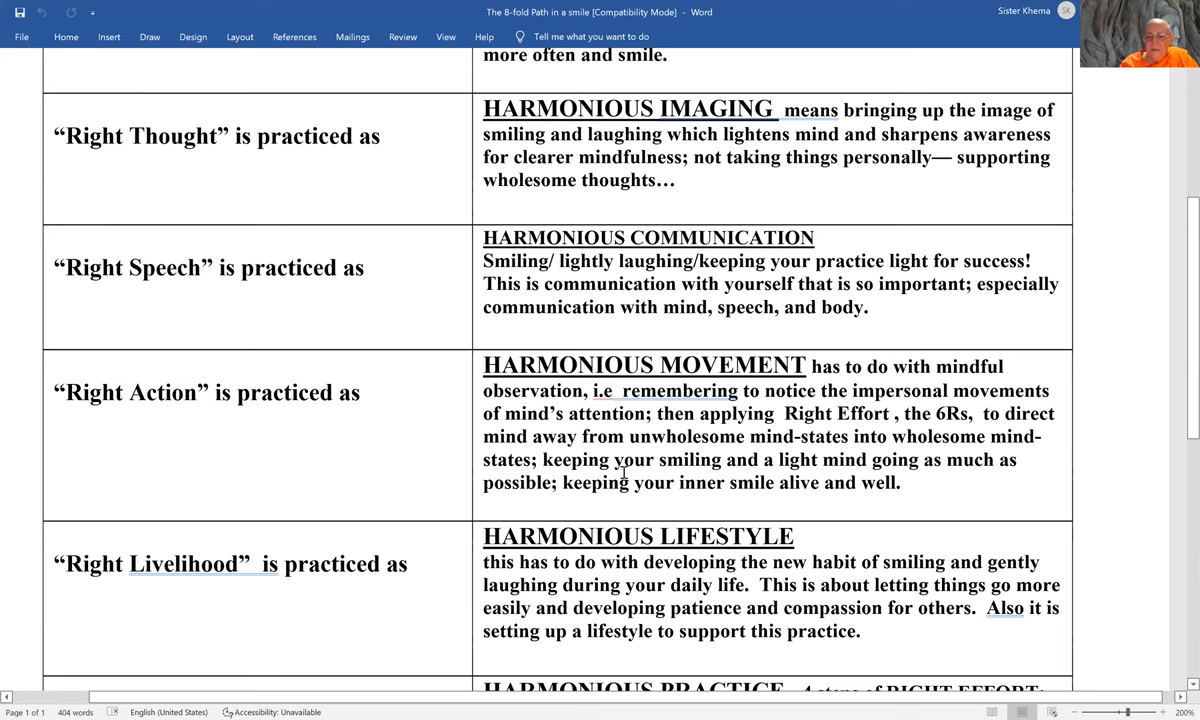 The 8-fold Path in a smile [Compatibility Mode] - Word
Sister Khema
SK
File Home Insert Draw Design Layout References Mailings Review View Help Tell me what you want to do
more often and smile.
“Right Thought” is practiced as
HARMONIOUS IMAGING means bringing up the image of
smiling and laughing which lightens mind and sharpens awareness
for clearer mindfulness; not taking things personally— supporting
wholesome thoughts…
“Right Speech” is practiced as
HARMONIOUS COMMUNICATION
Smiling/ lightly laughing/keeping your practice light for success!
This is communication with yourself that is so important; especially
communication with mind, speech, and body.
“Right Action” is practiced as
HARMONIOUS MOVEMENT has to do with mindful
observation, i.e remembering to notice the impersonal movements
of mind’s attention; then applying Right Effort , the 6Rs, to direct
mind away from unwholesome mind-states into wholesome mind-
states; keeping your smiling and a light mind going as much as
possible; keeping your inner smile alive and well.
“Right Livelihood” is practiced as
HARMONIOUS LIFESTYLE
this has to do with developing the new habit of smiling and gently
laughing during your daily life. This is about letting things go more
easily and developing patience and compassion for others. Also it is
setting up a lifestyle to support this practice.
HARMONIOUS PRACTICE 4 steps of RIGHT EFFORT:
Page 1 of 1 404 words English (United States) Accessibility: Unavailable 200%